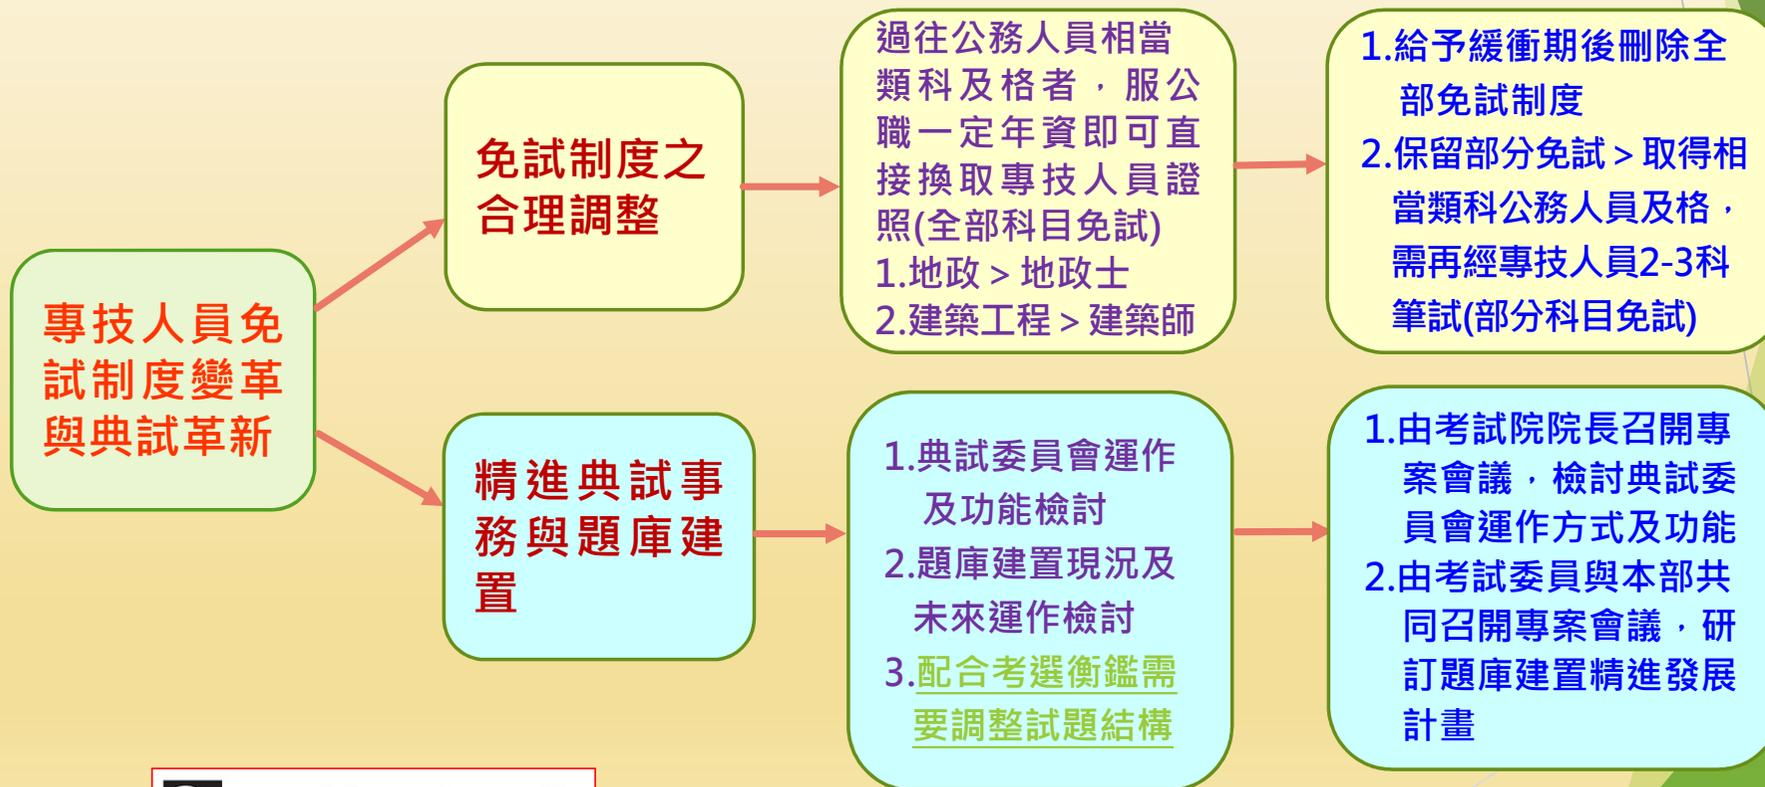 專技人員免
試制度變革
與典試革新
免試制度之
合理調整
過往公務人員相當
類科及格者，服公
職一定年資即可直
接換取專技人員證
照(全部科目免試)
1.地政＞地政士
2.建築工程＞建築師
1.給予緩衝期後刪除全
部免試制度
2.保留部分免試＞取得相
當類科公務人員及格，
需再經專技人員2-3科
筆試(部分科目免試)
精進典試事
務與題庫建
置
1.典試委員會運作
及功能檢討
2.題庫建置現況及
未來運作檢討
3.配合考選衡鑑需
要調整試題結構
1.由考試院院長召開專
案會議，檢討典試委
員會運作方式及功能
2.由考試委員與本部共
同召開專案會議，研
訂題庫建置精進發展
計畫